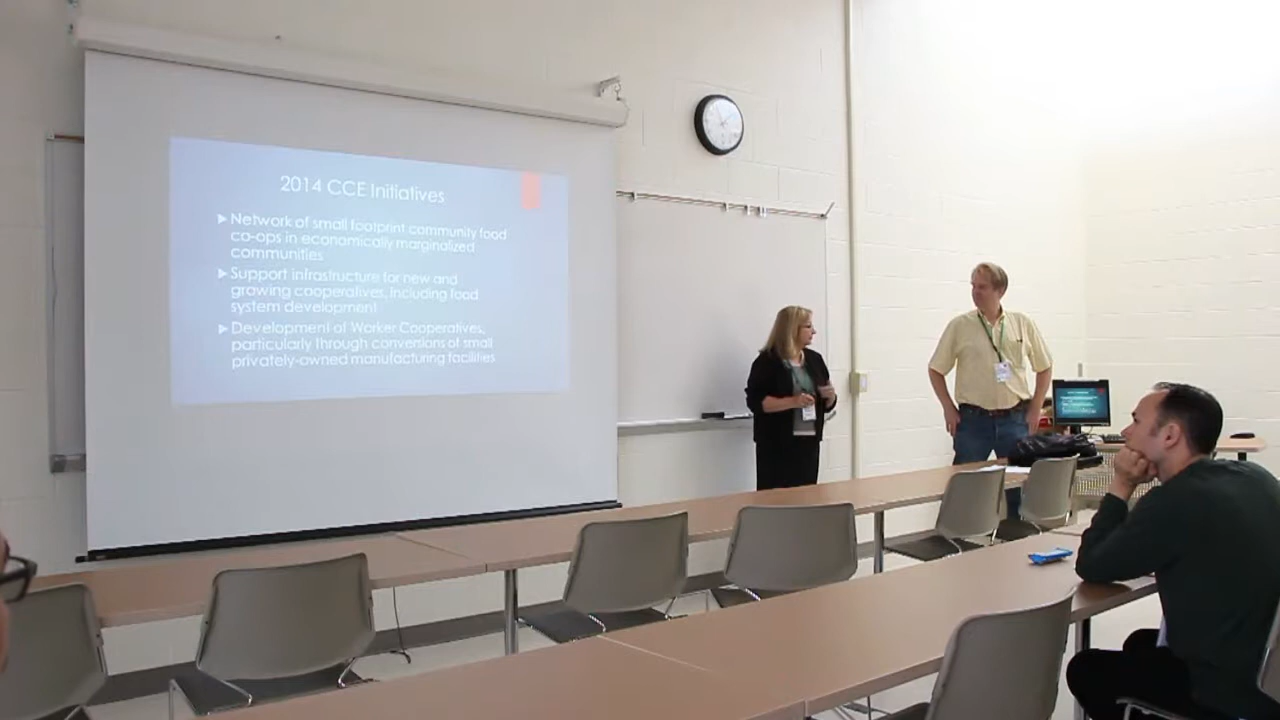 2014 CCE Initiatives
Network of small footprint community food
co-ops in economically marginalized
communities
Support infrastructure for new and
growing cooperatives, including food
system development
Development of Worker Cooperatives,
particularly through conversions of small
privately-owned manufacturing facilities